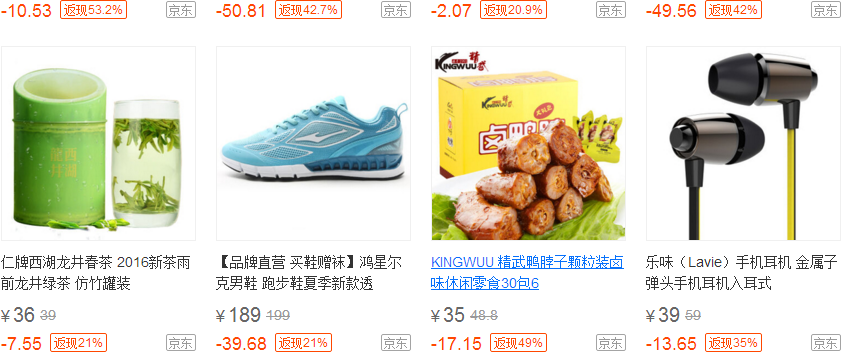 -10.53 返现53.2% 京东
-50.81 返现42.7% 京东
-2.07 返现20.9% 京东
-49.56 返现42% 京东
西湖
龙井
KINGWUU 精武
KINGWUU 精武
卤鸭脖
仁牌西湖龙井春茶 2016新茶雨
前龙井绿茶 仿竹罐装
¥36 39
-7.55 返现21% 京东
【品牌直营 买鞋赠袜】鸿星尔
克男鞋 跑步鞋夏季新款透
¥189 199
-39.68 返现21% 京东
KINGWUU 精武鸭脖子颗粒装卤
味休闲零食30包6
¥35 48.8
-17.15 返现49% 京东
乐味（Lavie）手机耳机 金属子
弹头手机耳机入耳式
¥39 59
-13.65 返现35% 京东